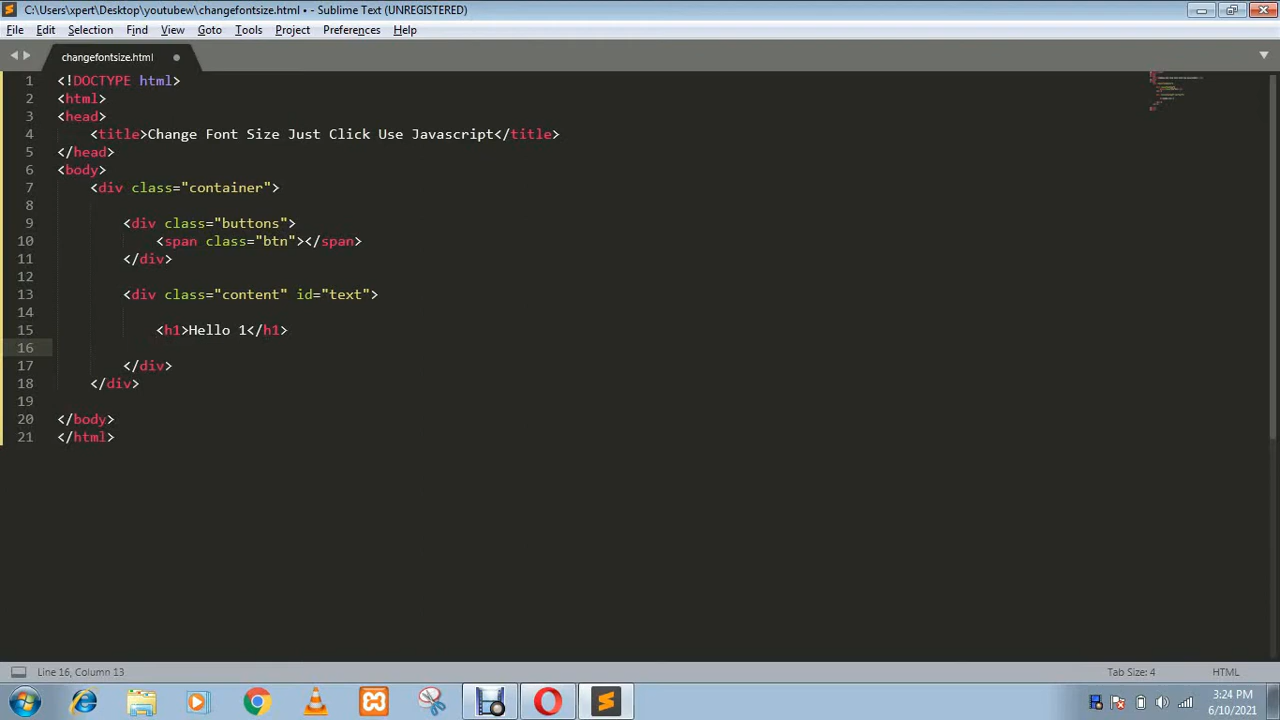 C:\Users\xpert\Desktop\youtubew\changefontsize.html • - Sublime Text (UNREGISTERED)
File Edit Selection Find View Goto Tools Project Preferences Help
changefontsize.html
1 <!DOCTYPE html>
2 <html>
3 <head>
4 <title>Change Font Size Just Click Use Javascript</title>
5 </head>
6 <body>
7 <div class="container">
8
9 <div class="buttons">
10 <span class="btn"></span>
11 </div>
12
13 <div class="content" id="text">
14
15 <h1>Hello 1</h1>
16
17 </div>
18 </div>
19
20 </body>
21 </html>
Line 16, Column 13
Tab Size: 4
HTML
3:24 PM
6/10/2021